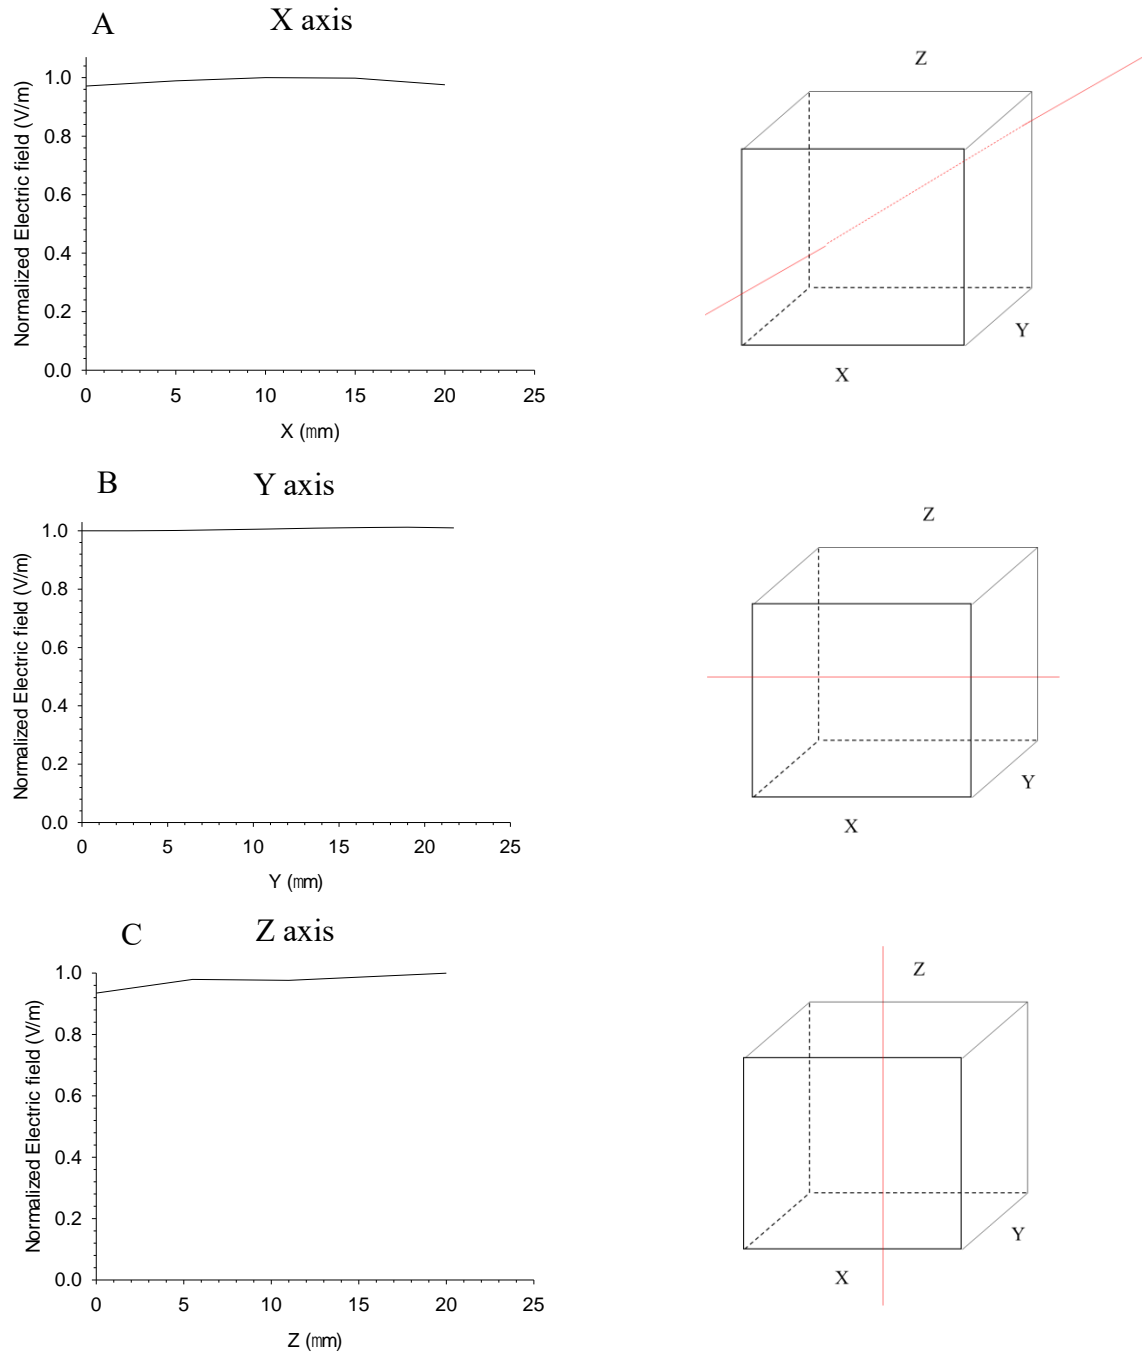 A
X axis
Normalized Electric field (V/m)
1.0
0.8
0.6
0.4
0.2
0.0
0 5 10 15 20 25
X (mm)
Z
Y
X
B
Y axis
Normalized Electric field (V/m)
1.0
0.8
0.6
0.4
0.2
0.0
0 5 10 15 20 25
Y (mm)
Z
Y
X
C
Z axis
Normalized Electric field (V/m)
1.0
0.8
0.6
0.4
0.2
0.0
0 5 10 15 20 25
Z (mm)
Z
Y
X